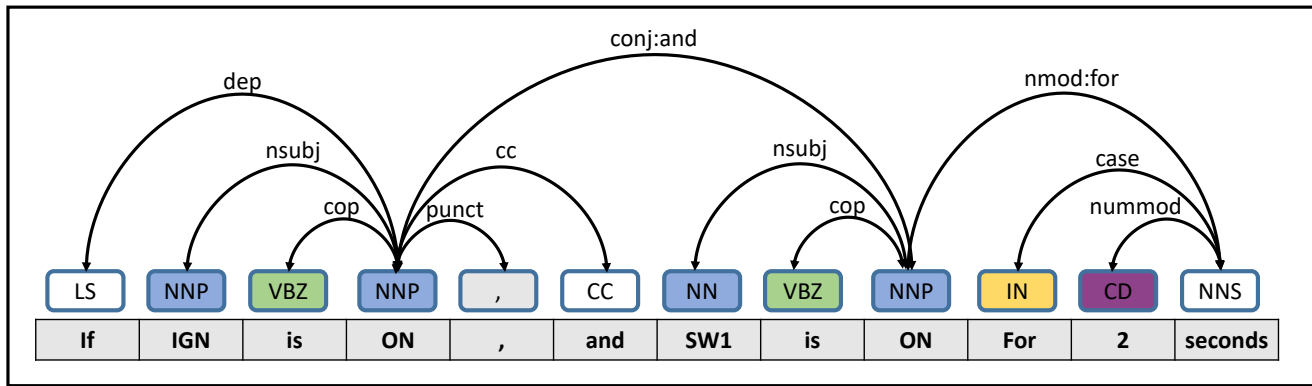 conj:and
dep nmod:for
nsubj cc nsubj case
cop punct cop nummod
LS NNP VBZ NNP , CC NN VBZ NNP IN CD NNS
If IGN is ON , and SW1 is ON For 2 seconds